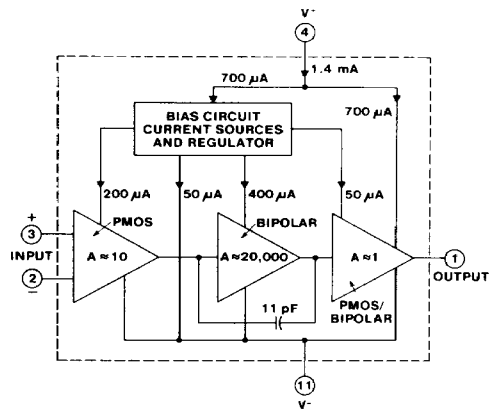 V+
4
1.4 mA
700 μA
700 μA
BIAS CIRCUIT
CURRENT SOURCES
AND REGULATOR
200 μA
50 μA
400 μA
50 μA
+
3
INPUT
2
−
PMOS
A ≈ 10
BIPOLAR
A ≈ 20,000
A ≈ 1
1
OUTPUT
11 pF
PMOS/
BIPOLAR
11
V−